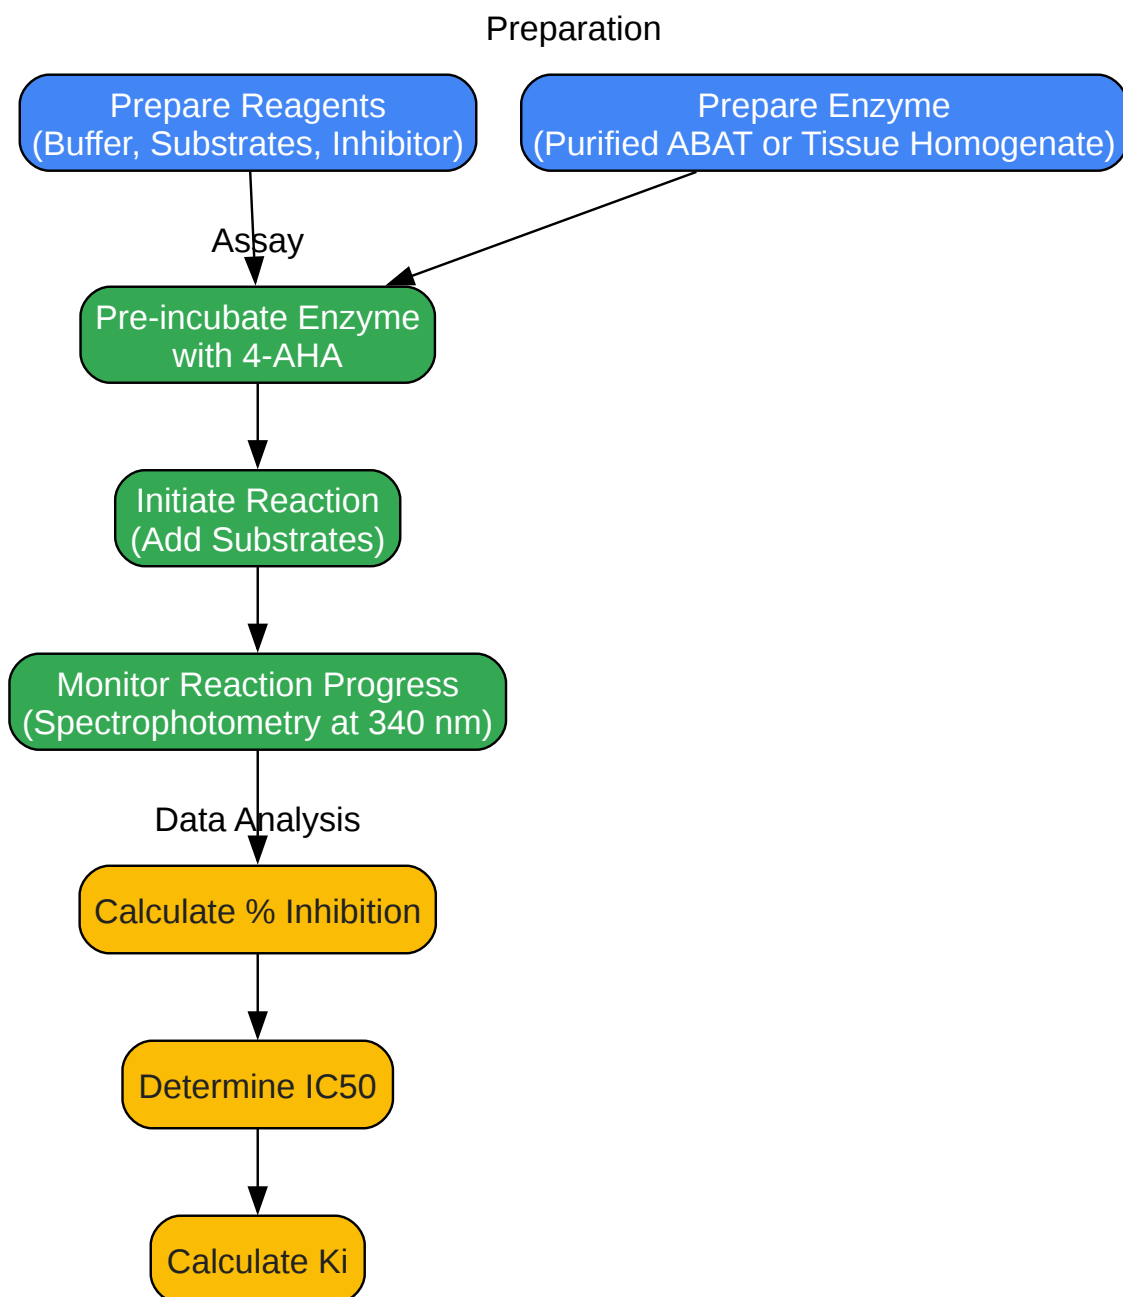 Preparation
Prepare Reagents
(Buffer, Substrates, Inhibitor)
Prepare Enzyme
(Purified ABAT or Tissue Homogenate)
Assay
Pre-incubate Enzyme
with 4-AHA
Initiate Reaction
(Add Substrates)
Monitor Reaction Progress
(Spectrophotometry at 340 nm)
Data Analysis
Calculate % Inhibition
Determine IC50
Calculate Ki